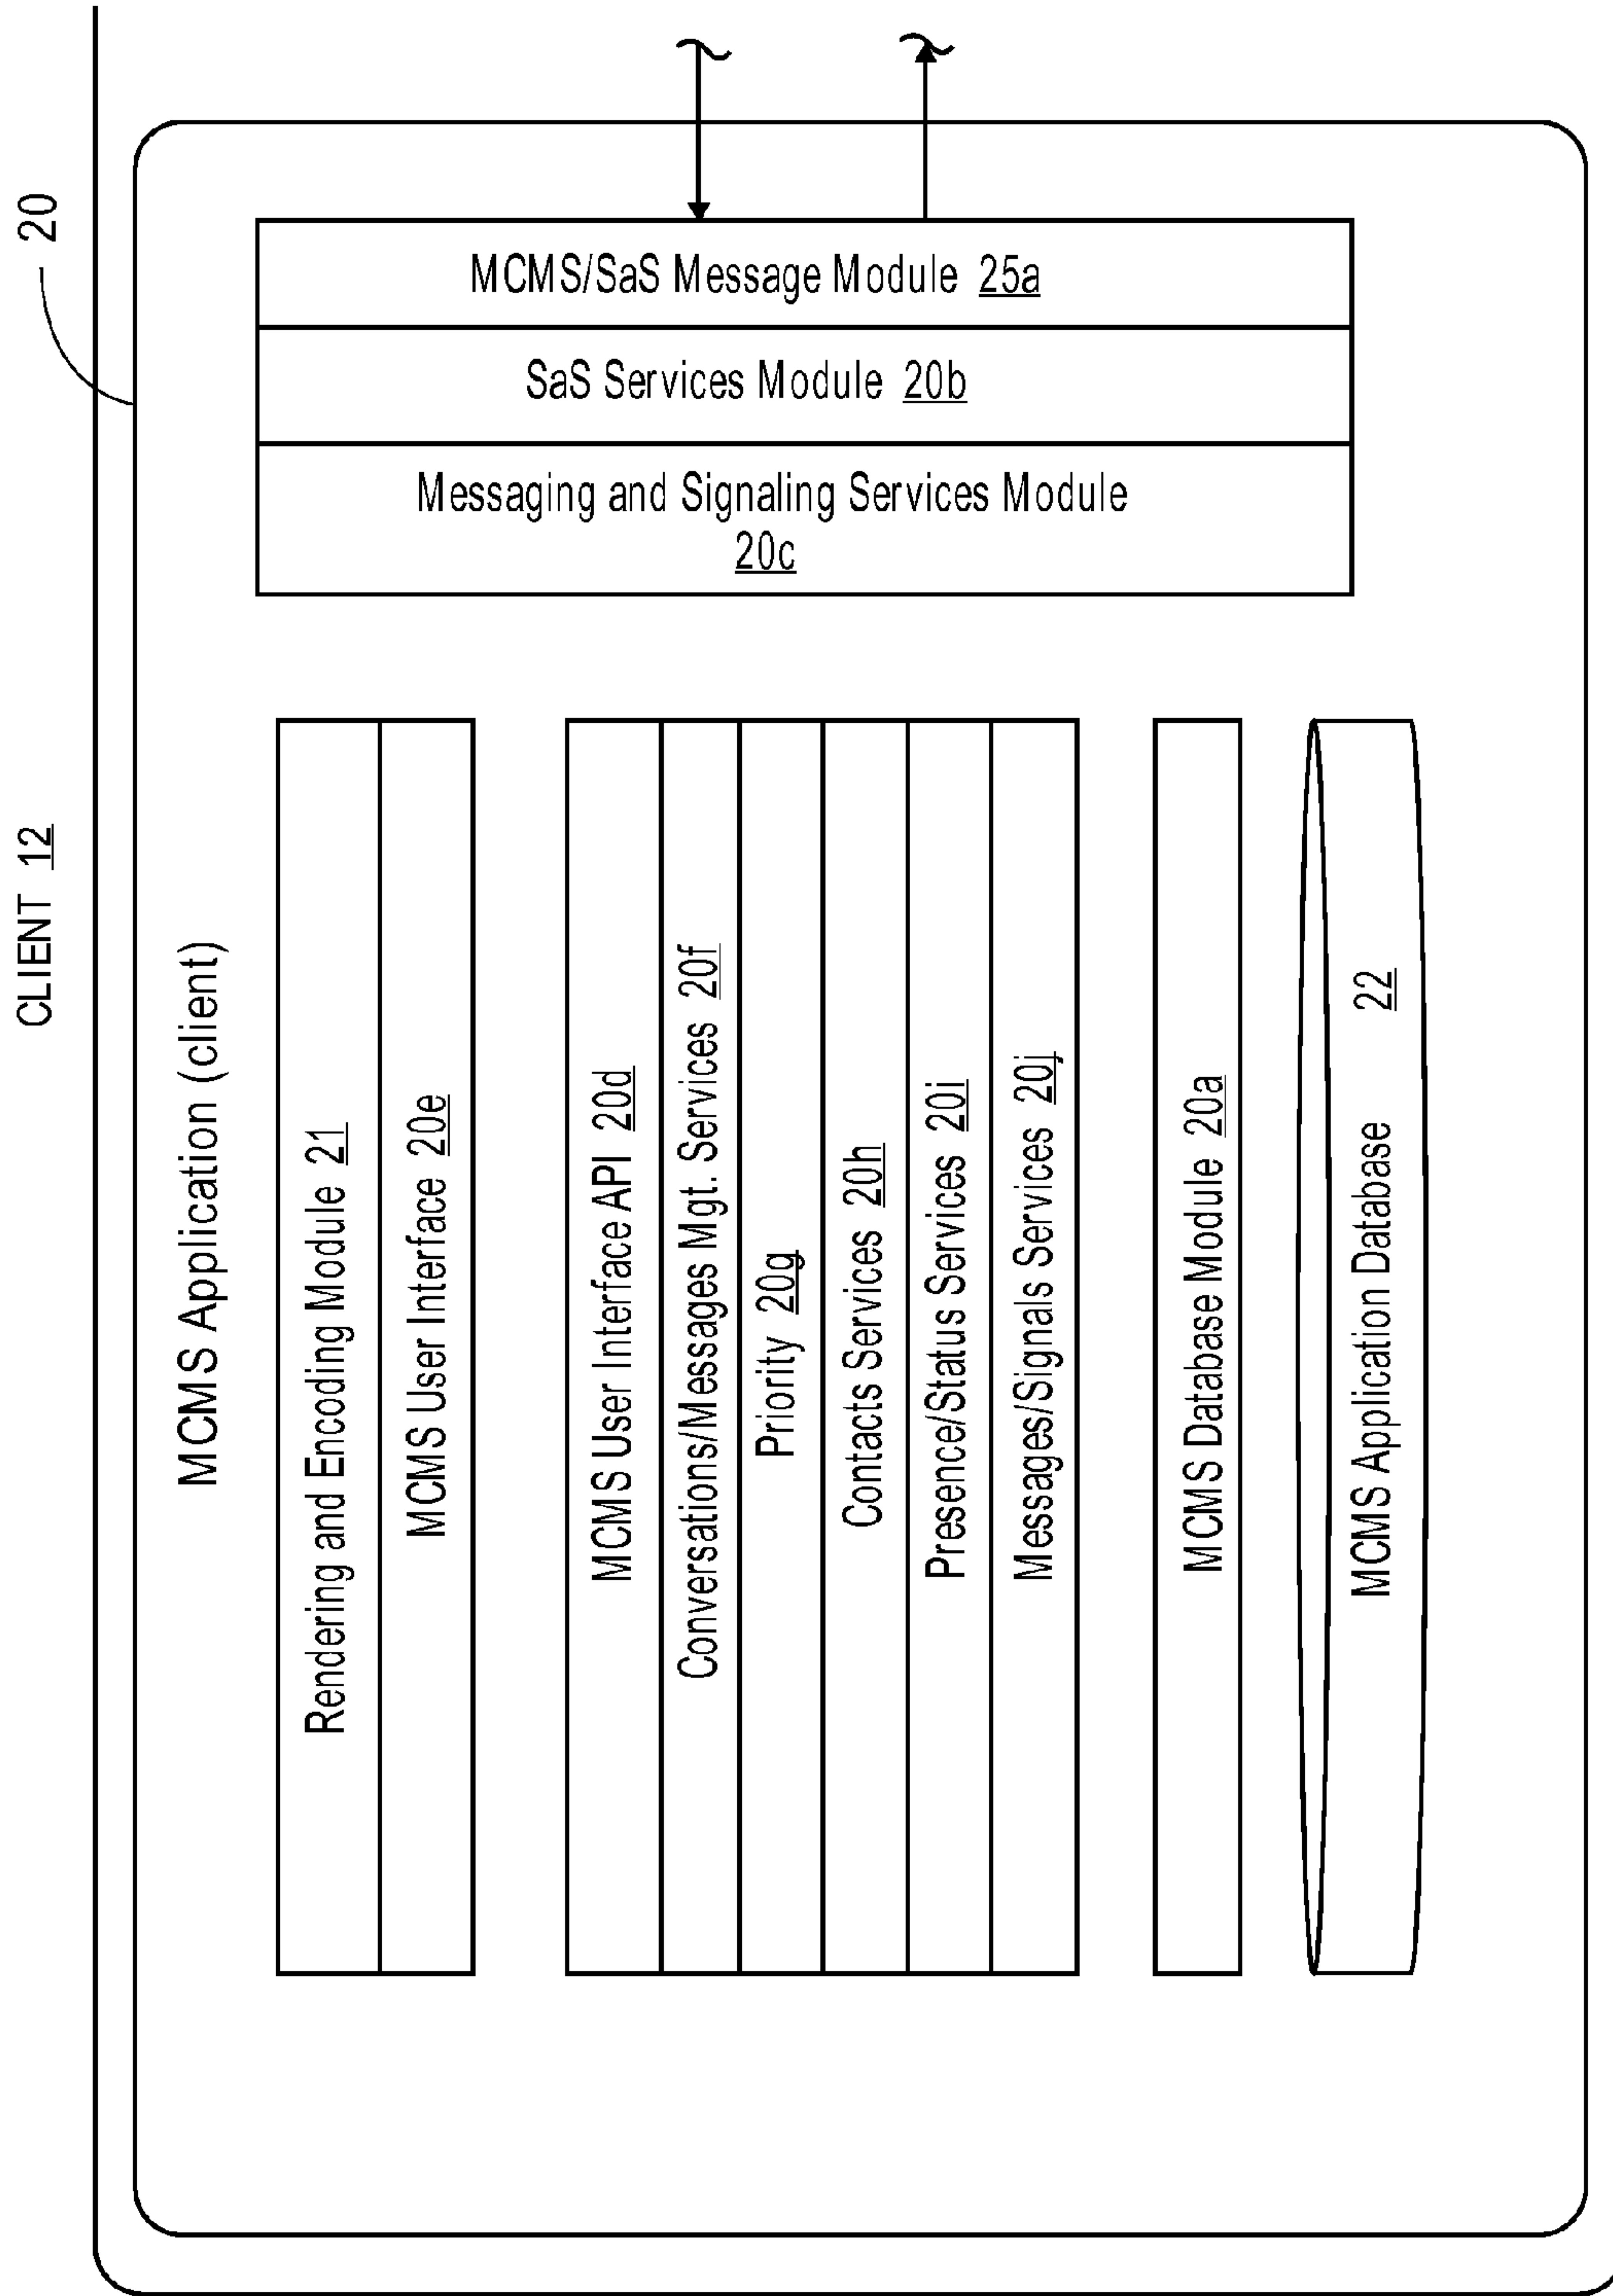 CLIENT 12
20
MCMS Application (client)
Rendering and Encoding Module 21
MCMS User Interface 20e
MCMS User Interface API 20d
Conversations/Messages Mgt. Services 20f
Priority 20g
Contacts Services 20h
Presence/Status Services 20i
Messages/Signals Services 20j
MCMS Database Module 20a
MCMS Application Database
22
MCMS/SaS Message Module 25a
SaS Services Module 20b
Messaging and Signaling Services Module
20c